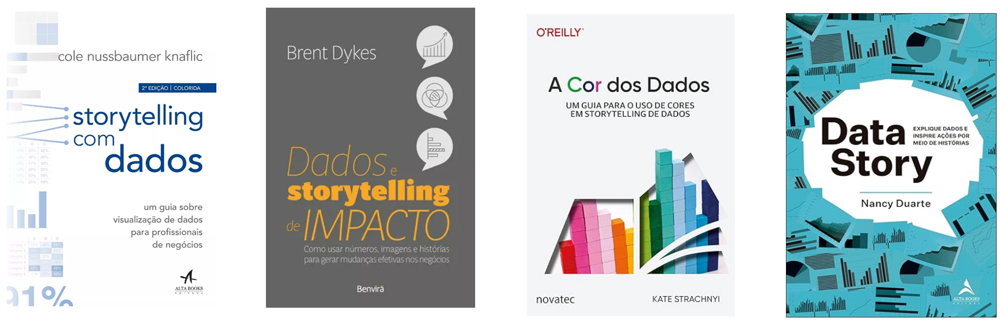 cole nussbaumer knaflic
2ª EDIÇÃO | COLORIDA
storytelling
com
dados
um guia sobre
visualização de dados
para profissionais
de negócios
ALTA BOOKS
EDITORA
91%
Brent Dykes
Dados e
storytelling
de IMPACTO
Como usar números, imagens e histórias
para gerar mudanças efetivas nos negócios
Benvirá
O'REILLY®
A Cor dos Dados
UM GUIA PARA O USO DE CORES
EM STORYTELLING DE DADOS
novatec
KATE STRACHNYI
Data
Story
EXPLIQUE DADOS E
INSPIRE AÇÕES POR
MEIO DE HISTÓRIAS
Nancy Duarte
ALTA BOOKS
EDITORA